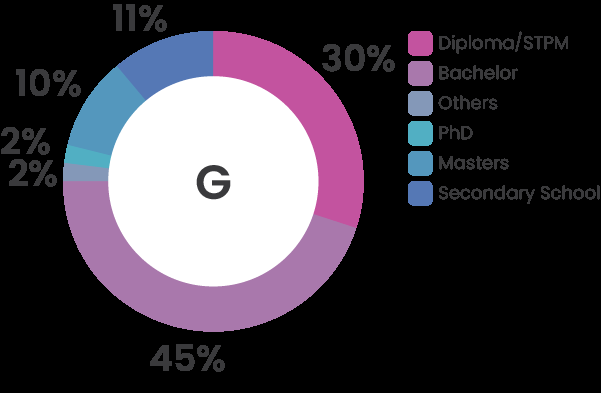 11%
30%
10%
2%
2%
45%
G
Diploma/STPM
Bachelor
Others
PhD
Masters
Secondary School